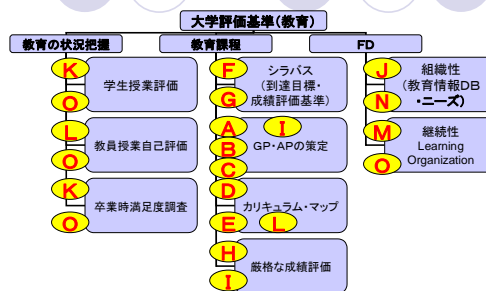 大学評価基準（教育）
教育の状況把握
教育課程
FD
K
O
学生授業評価
L
O
教員授業自己評価
K
O
卒業時満足度調査
F
G
シラバス
（到達目標・
成績評価基準）
A
I
B
C
GP・APの策定
D
E
L
カリキュラム・マップ
H
I
厳格な成績評価
J
N
組織性
（教育情報DB
・ニーズ）
M
O
継続性
Learning
Organization